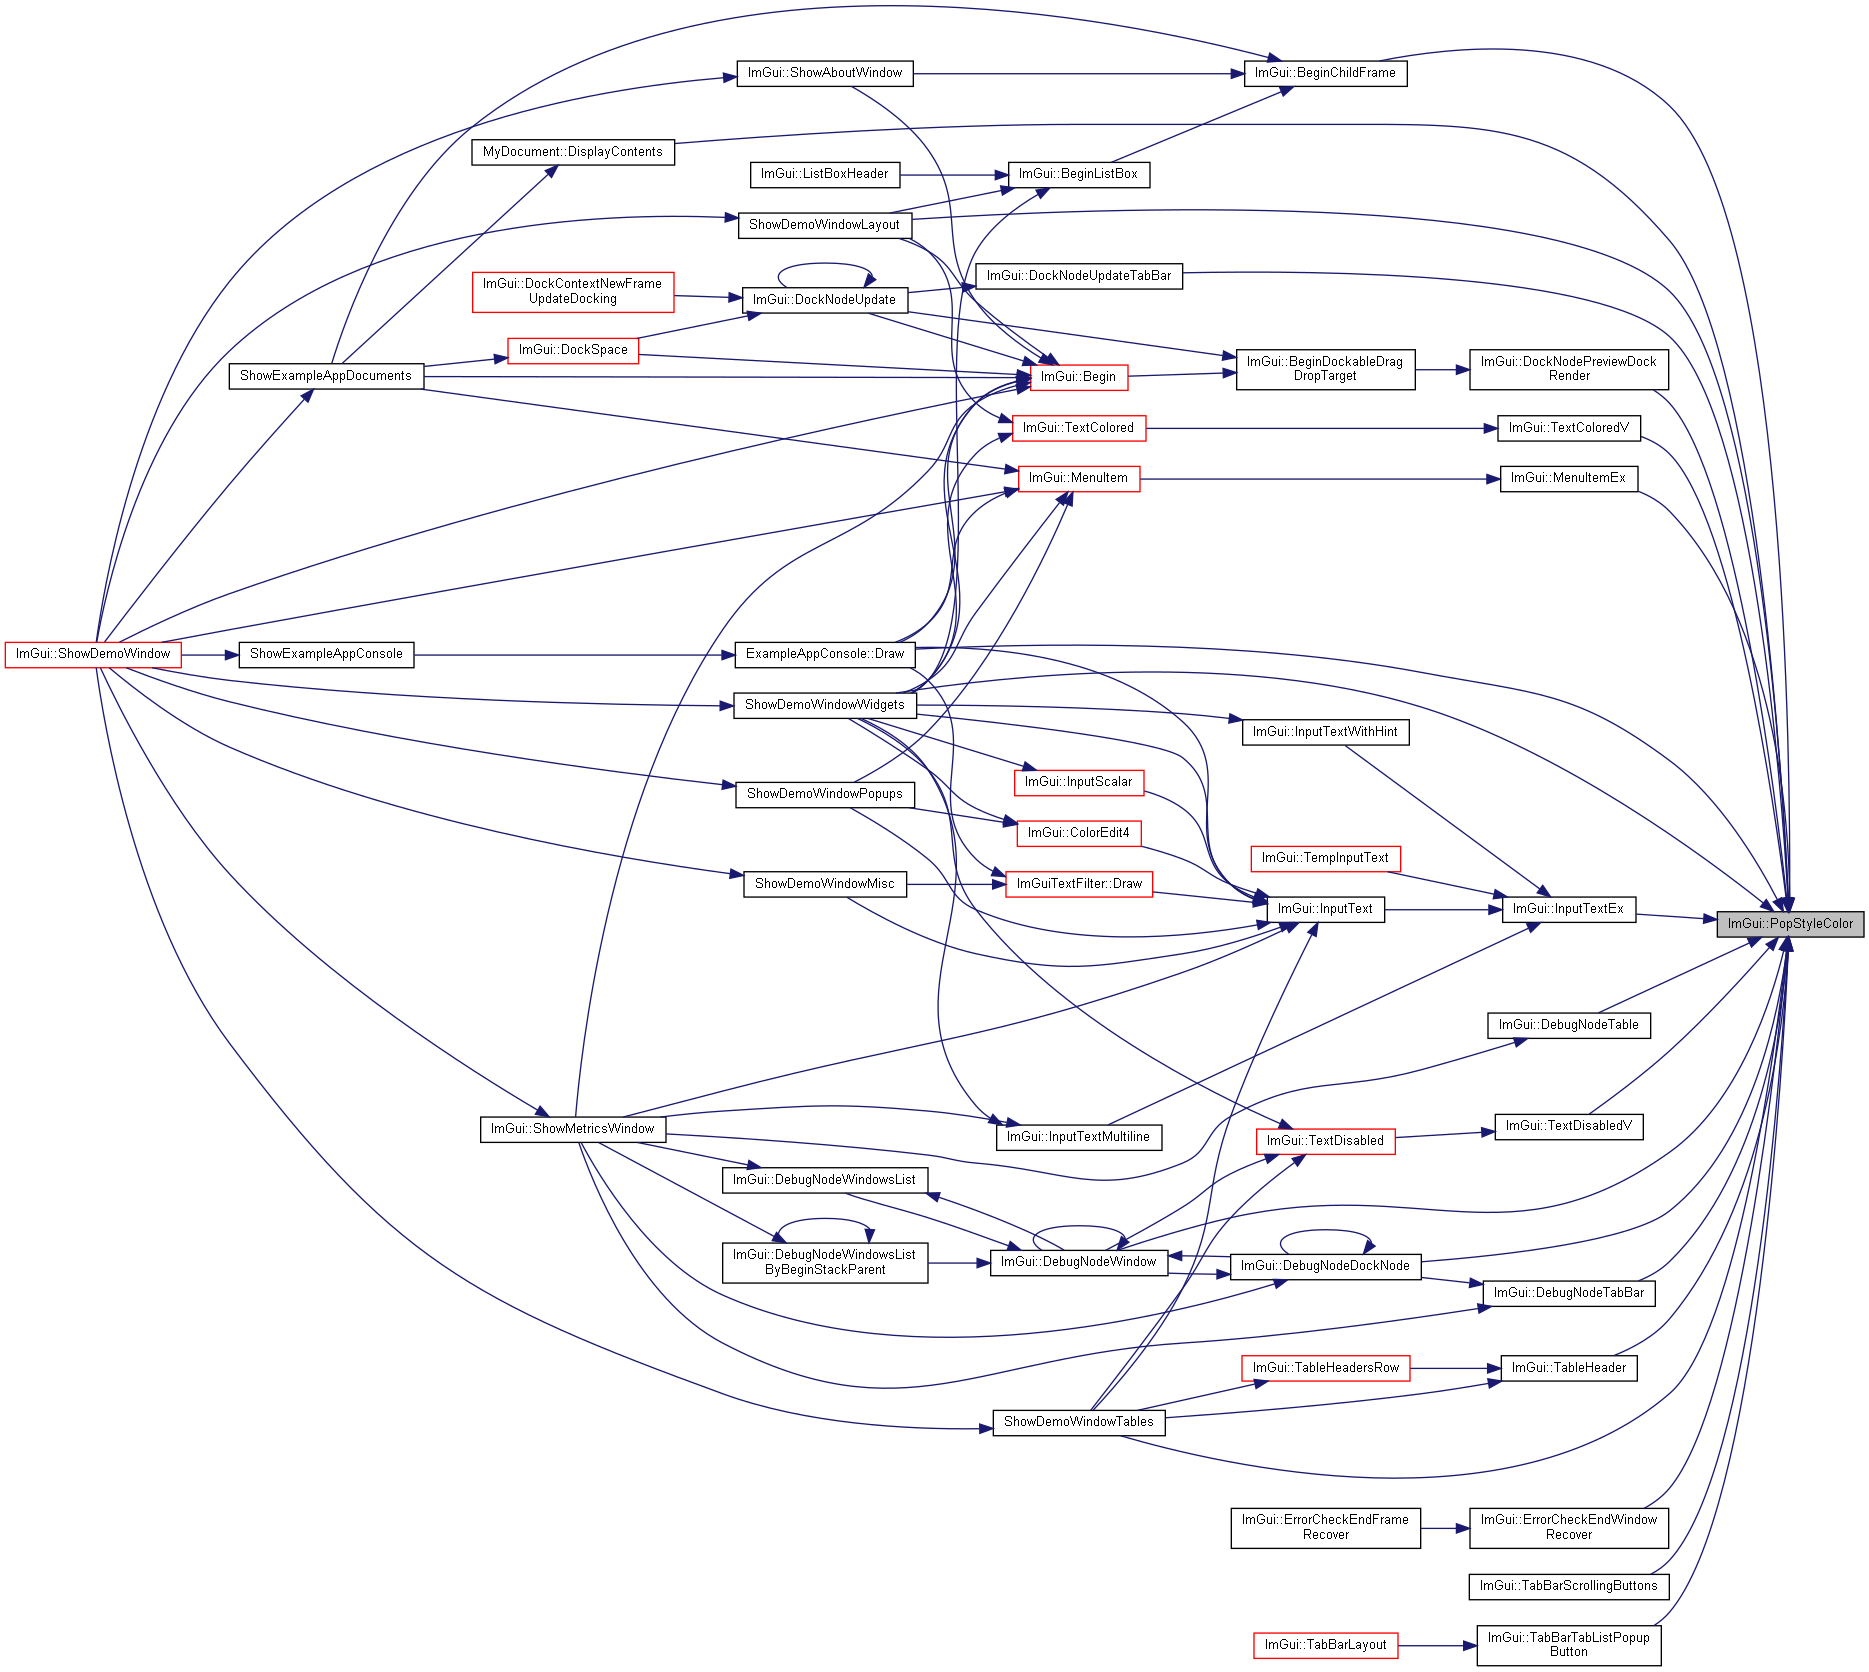 ImGui::ShowAboutWindow
ImGui::BeginChildFrame
MyDocument::DisplayContents
ImGui::ListBoxHeader
ImGui::BeginListBox
ShowDemoWindowLayout
ImGui::DockNodeUpdateTabBar
ImGui::DockContextNewFrame
UpdateDocking
ImGui::DockNodeUpdate
ImGui::DockSpace
ShowExampleAppDocuments
ImGui::Begin
ImGui::BeginDockableDrag
DropTarget
ImGui::DockNodePreviewDock
Render
ImGui::TextColored
ImGui::TextColoredV
ImGui::MenuItem
ImGui::MenuItemEx
ImGui::ShowDemoWindow
ShowExampleAppConsole
ExampleAppConsole::Draw
ShowDemoWindowWidgets
ImGui::InputTextWithHint
ImGui::InputScalar
ShowDemoWindowPopups
ImGui::ColorEdit4
ImGui::TempInputText
ShowDemoWindowMisc
ImGuiTextFilter::Draw
ImGui::InputText
ImGui::InputTextEx
ImGui::PopStyleColor
ImGui::DebugNodeTable
ImGui::ShowMetricsWindow
ImGui::InputTextMultiline
ImGui::TextDisabled
ImGui::TextDisabledV
ImGui::DebugNodeWindowsList
ImGui::DebugNodeWindowsList
ByBeginStackParent
ImGui::DebugNodeWindow
ImGui::DebugNodeDockNode
ImGui::DebugNodeTabBar
ImGui::TableHeadersRow
ImGui::TableHeader
ShowDemoWindowTables
ImGui::ErrorCheckEndFrame
Recover
ImGui::ErrorCheckEndWindow
Recover
ImGui::TabBarScrollingButtons
ImGui::TabBarLayout
ImGui::TabBarTabListPopup
Button